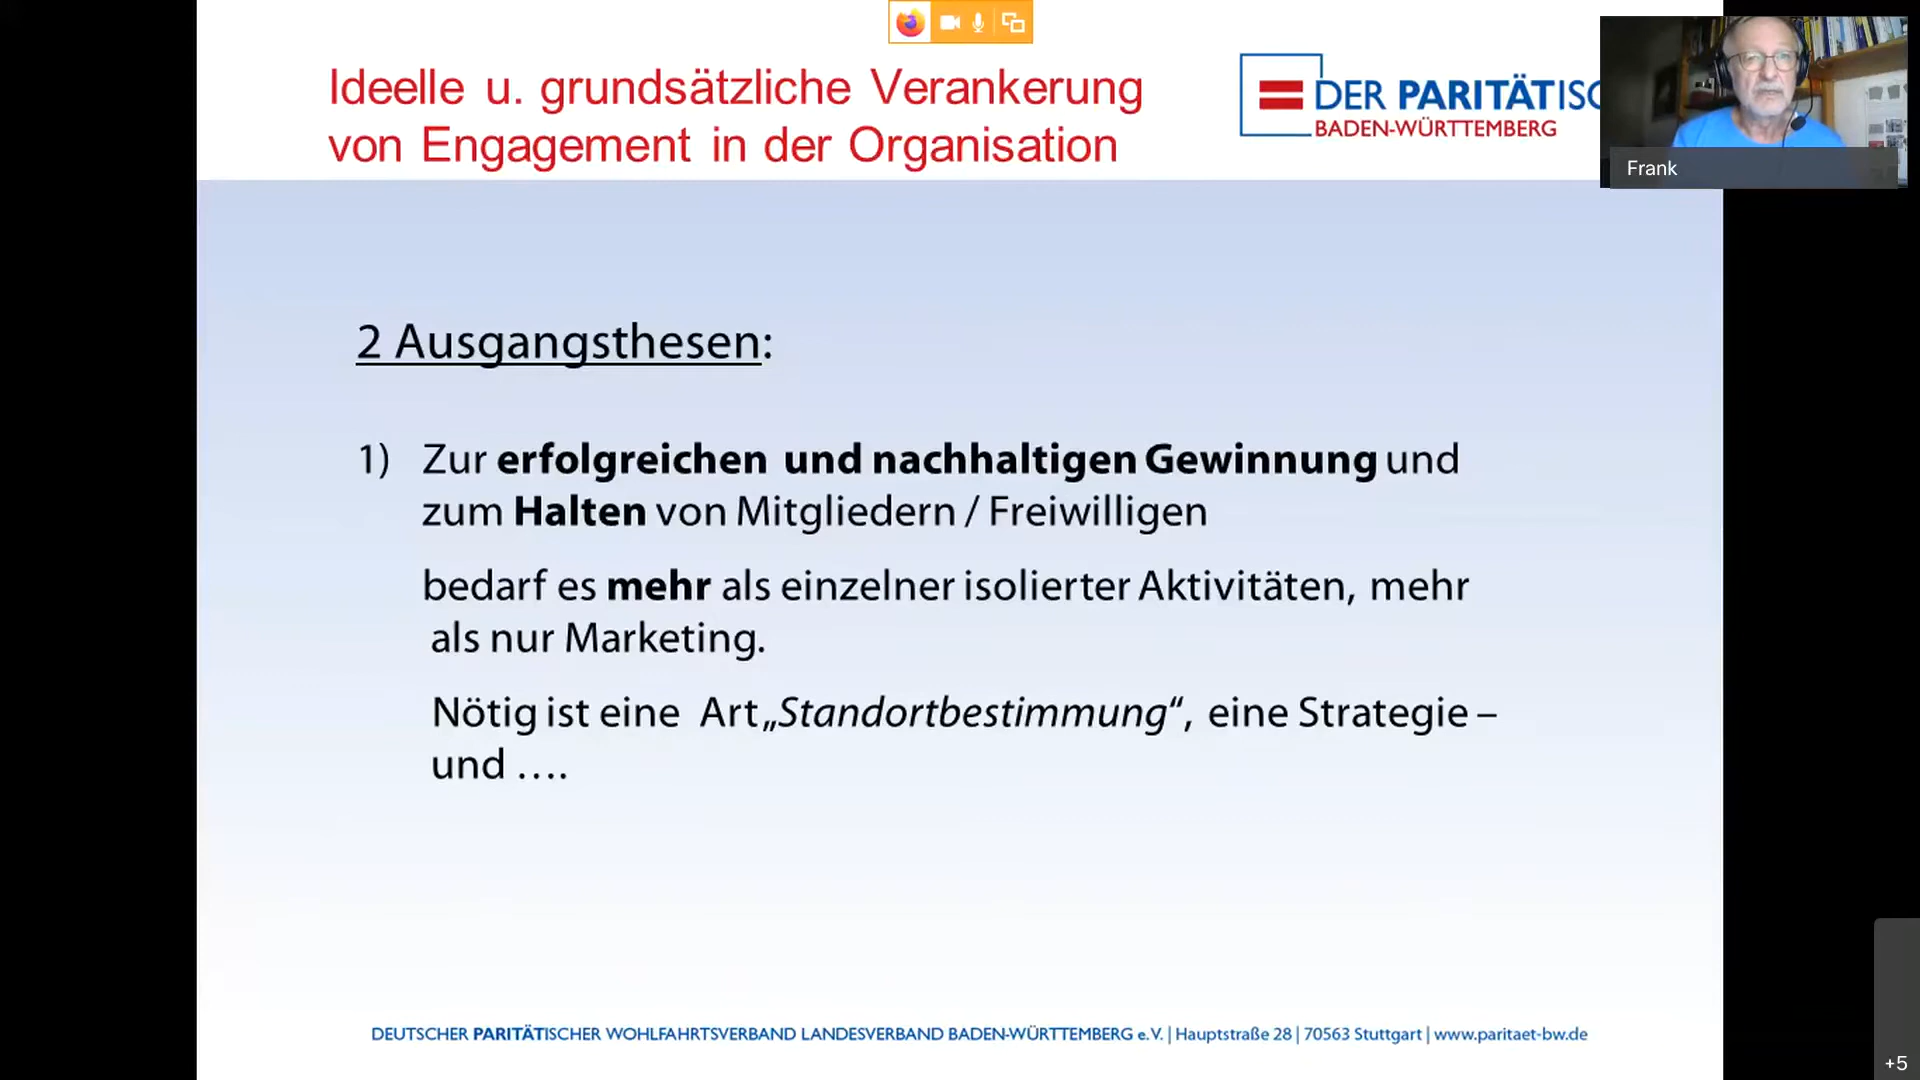 Ideelle u. grundsätzliche Verankerung
von Engagement in der Organisation
DER PARITÄTISC
BADEN-WÜRTTEMBERG
Frank
2 Ausgangsthesen:
1) Zur erfolgreichen und nachhaltigen Gewinnung und
zum Halten von Mitgliedern / Freiwilligen
bedarf es mehr als einzelner isolierter Aktivitäten, mehr
als nur Marketing.
Nötig ist eine Art „Standortbestimmung“, eine Strategie –
und ….
DEUTSCHER PARITÄTISCHER WOHLFAHRTSVERBAND LANDESVERBAND BADEN-WÜRTTEMBERG e.V. | Hauptstraße 28 | 70563 Stuttgart | www.paritaet-bw.de
+5